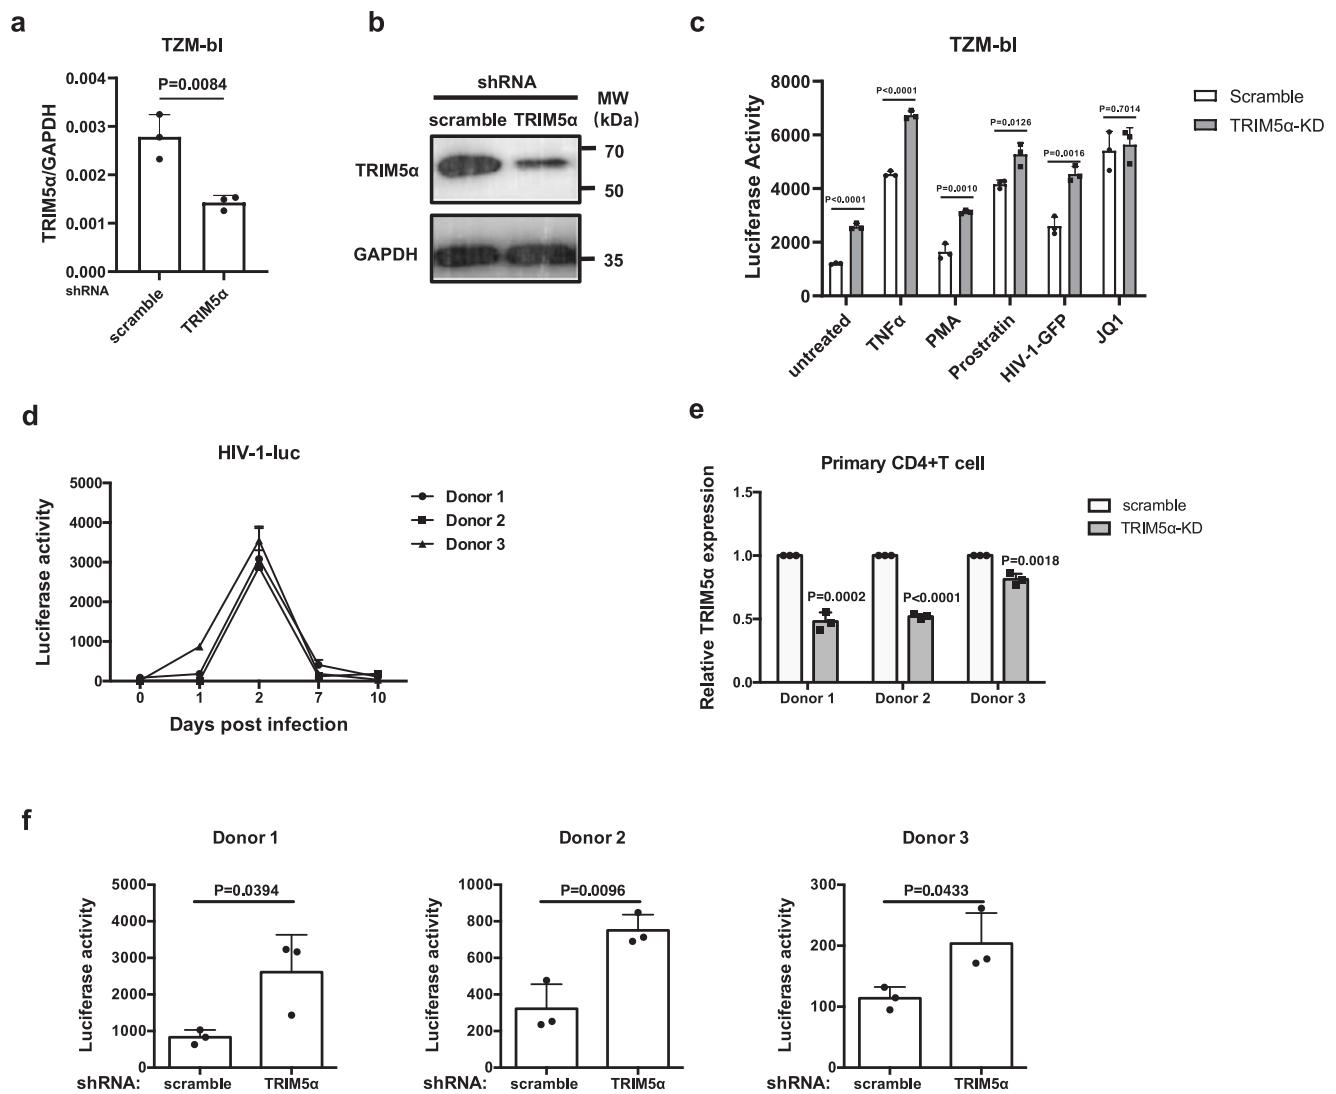 a
TZM-bl
P=0.0084
TRIM5α/GAPDH
0.004
0.003
0.002
0.001
0.000
shRNA
scramble
TRIM5α
b
shRNA
scramble TRIM5α
MW
(kDa)
TRIM5α
70
50
GAPDH
35
c
TZM-bl
Luciferase Activity
8000
6000
4000
2000
0
P<0.0001
P<0.0001
P=0.0010
P=0.0126
P=0.0016
P=0.7014
untreated
TNFα
PMA
Prostratin
HIV-1-GFP
JQ1
Scramble
TRIM5α-KD
d
HIV-1-luc
Luciferase activity
5000
4000
3000
2000
1000
0
0 1 2 7 10
Days post infection
Donor 1
Donor 2
Donor 3
e
Primary CD4+T cell
Relative TRIM5α expression
1.5
1.0
0.5
0.0
P=0.0002
P<0.0001
P=0.0018
Donor 1 Donor 2 Donor 3
scramble
TRIM5α-KD
f
Donor 1
Luciferase activity
5000
4000
3000
2000
1000
0
P=0.0394
shRNA: scramble TRIM5α
Donor 2
Luciferase activity
1000
800
600
400
200
0
P=0.0096
shRNA: scramble TRIM5α
Donor 3
Luciferase activity
300
200
100
0
P=0.0433
shRNA: scramble TRIM5α